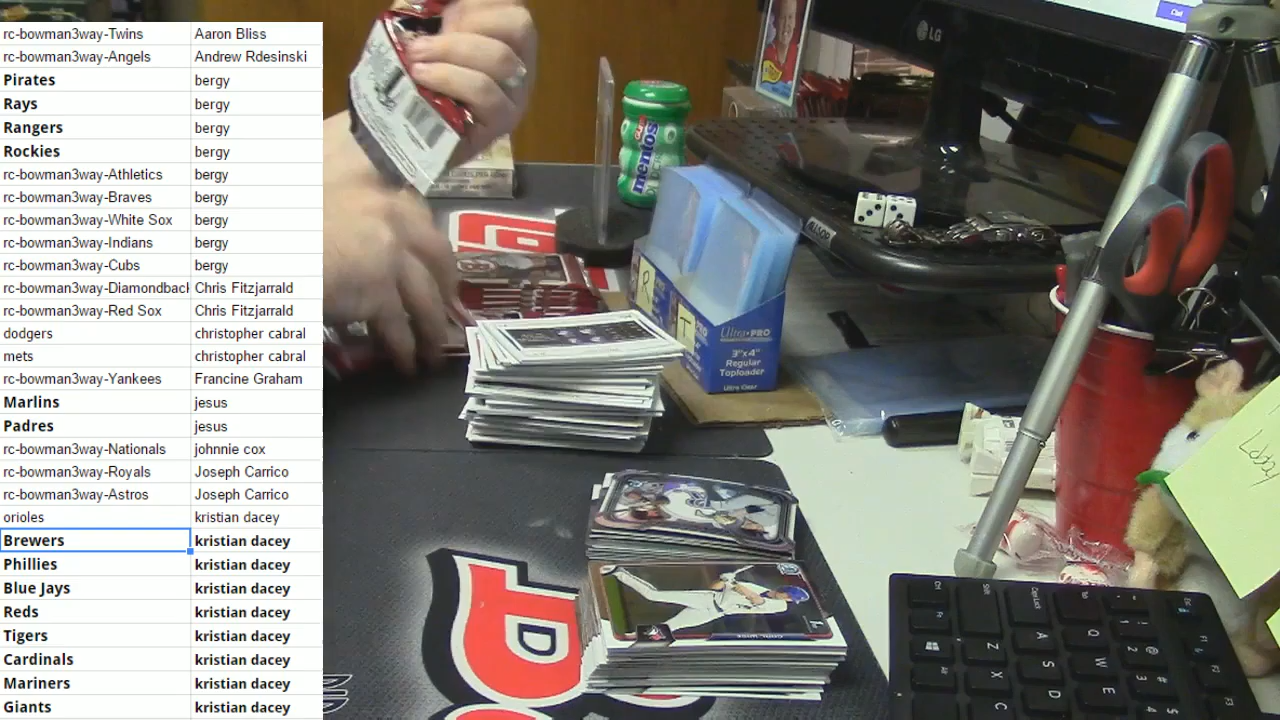 rc-bowman3way-Twins Aaron Bliss
rc-bowman3way-Angels Andrew Rdesinski
Pirates bergy
Rays bergy
Rangers bergy
Rockies bergy
rc-bowman3way-Athletics bergy
rc-bowman3way-Braves bergy
rc-bowman3way-White Sox bergy
rc-bowman3way-Indians bergy
rc-bowman3way-Cubs bergy
rc-bowman3way-Diamondback Chris Fitzjarrald
rc-bowman3way-Red Sox Chris Fitzjarrald
dodgers christopher cabral
mets christopher cabral
rc-bowman3way-Yankees Francine Graham
Marlins jesus
Padres jesus
rc-bowman3way-Nationals johnnie cox
rc-bowman3way-Royals Joseph Carrico
rc-bowman3way-Astros Joseph Carrico
orioles kristian dacey
Brewers kristian dacey
Phillies kristian dacey
Blue Jays kristian dacey
Reds kristian dacey
Tigers kristian dacey
Cardinals kristian dacey
Mariners kristian dacey
Giants kristian dacey
LG
mentos
R
T
Ultra·PRO
3"x4"
Regular
Toploader
Ultra Clear
D
Z
X
A
S
D
Q
W
E